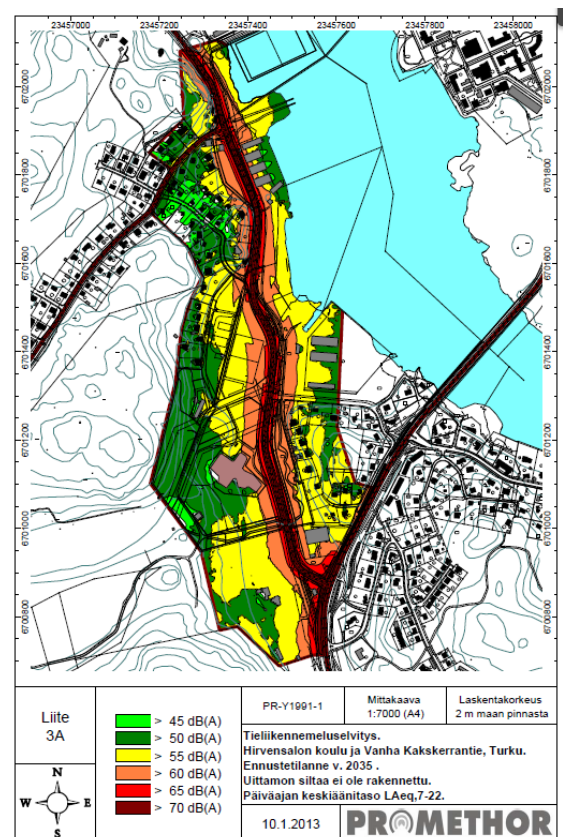 23457000 23457200 23457400 23457600 23457800 23458000
6702000
6701800
6701600
6701400
6701200
6701000
6700800
Liite
3A
N
W E
S
> 45 dB(A)
> 50 dB(A)
> 55 dB(A)
> 60 dB(A)
> 65 dB(A)
> 70 dB(A)
PR-Y1991-1
Mittakaava
1:7000 (A4)
Laskentakorkeus
2 m maan pinnasta
Tieliikennemeluselvitys.
Hirvensalon koulu ja Vanha Kakskerrantie, Turku.
Ennustetilanne v. 2035 .
Uittamon siltaa ei ole rakennettu.
Päiväajan keskiäänitaso LAeq,7-22.
10.1.2013
PROMETHOR